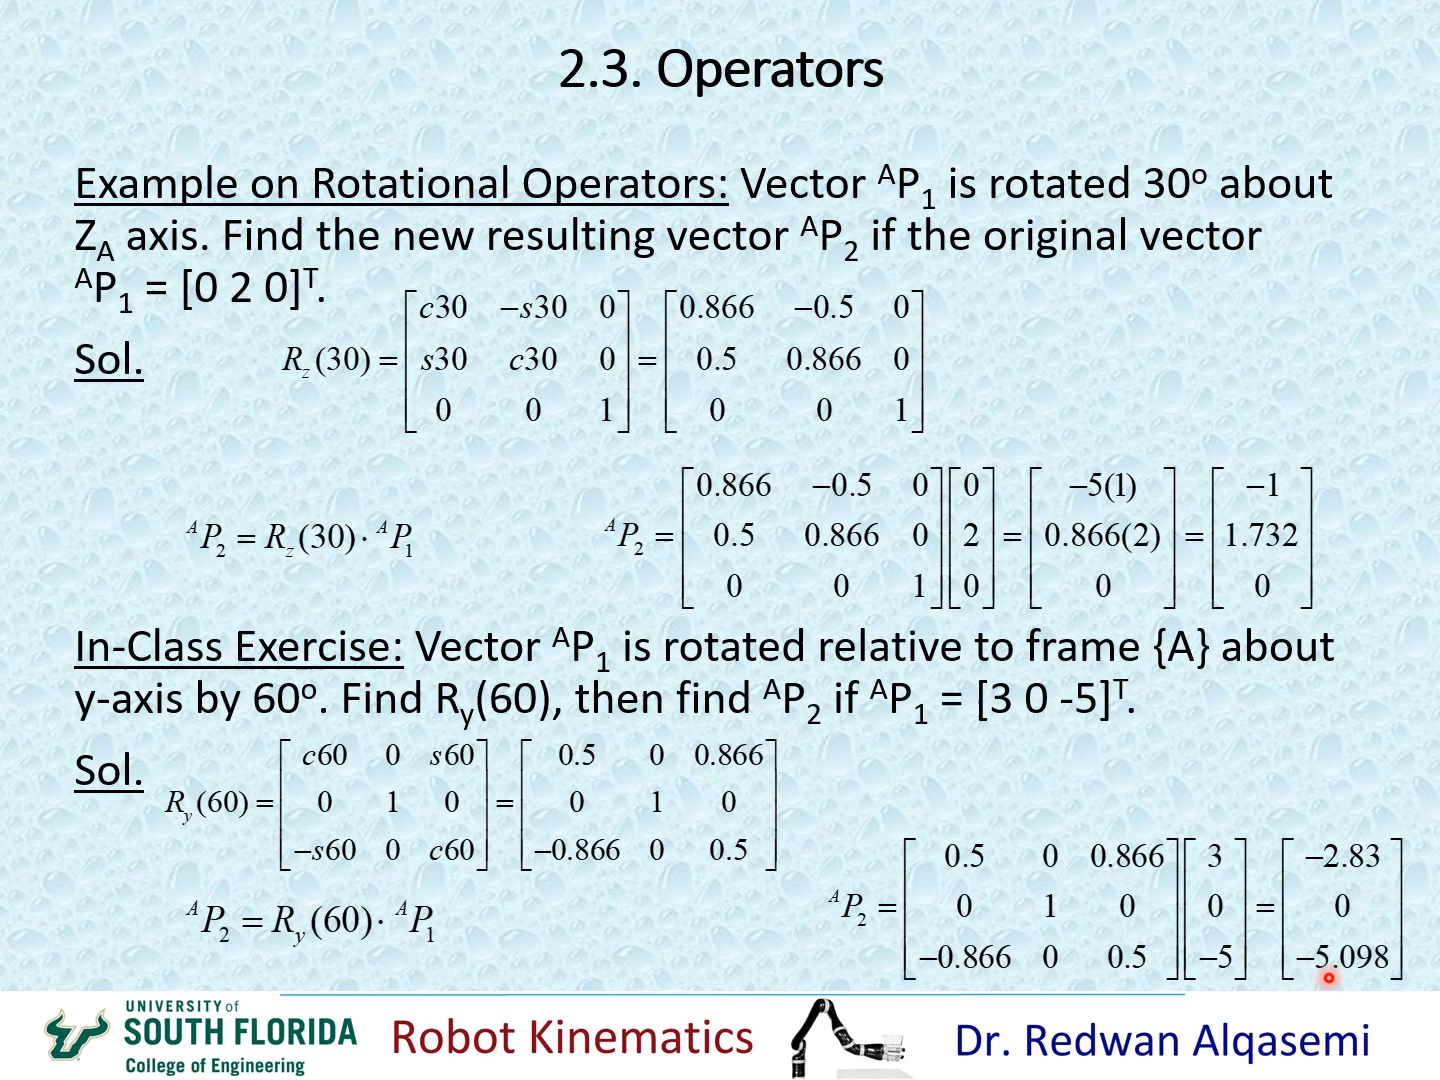 2.3. Operators
Example on Rotational Operators: Vector ᴬP₁ is rotated 30º about
Z_A axis. Find the new resulting vector ᴬP₂ if the original vector
ᴬP₁ = [0 2 0]ᵀ.
Sol.
R_z(30) = [c30 −s30 0; s30 c30 0; 0 0 1] = [0.866 −0.5 0; 0.5 0.866 0; 0 0 1]
ᴬP₂ = R_z(30) · ᴬP₁
ᴬP₂ = [0.866 −0.5 0; 0.5 0.866 0; 0 0 1] [0; 2; 0] = [−5(1); 0.866(2); 0] = [−1; 1.732; 0]
In-Class Exercise: Vector ᴬP₁ is rotated relative to frame {A} about
y-axis by 60º. Find R_y(60), then find ᴬP₂ if ᴬP₁ = [3 0 -5]ᵀ.
Sol.
R_y(60) = [c60 0 s60; 0 1 0; −s60 0 c60] = [0.5 0 0.866; 0 1 0; −0.866 0 0.5]
ᴬP₂ = R_y(60) · ᴬP₁
ᴬP₂ = [0.5 0 0.866; 0 1 0; −0.866 0 0.5] [3; 0; −5] = [−2.83; 0; −5.098]
UNIVERSITY of
SOUTH FLORIDA
College of Engineering
Robot Kinematics
Dr. Redwan Alqasemi